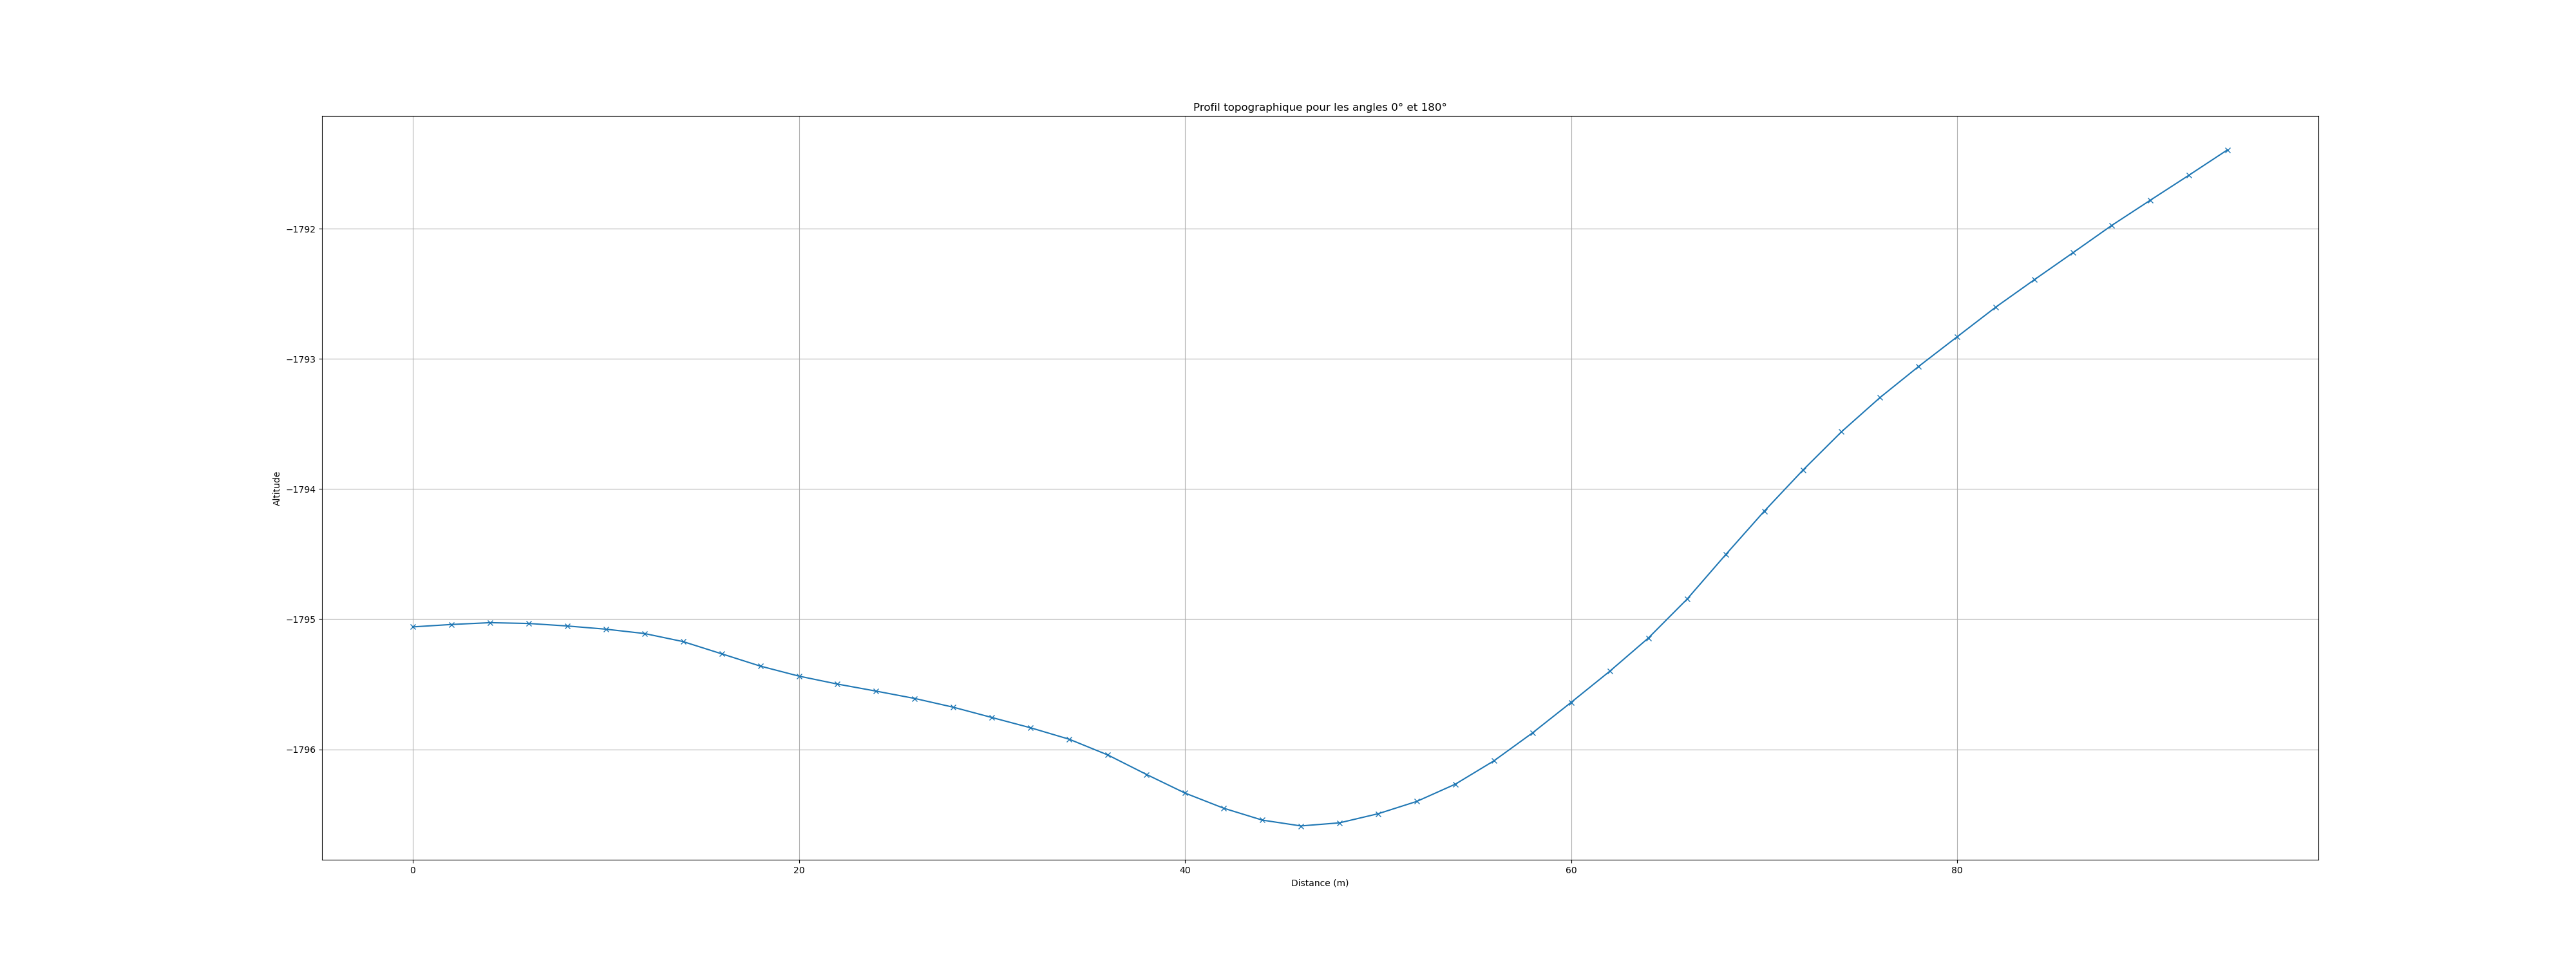 Profil topographique pour les angles 0° et 180°
Altitude
−1792
−1793
−1794
−1795
−1796
0 20 40 60 80
Distance (m)